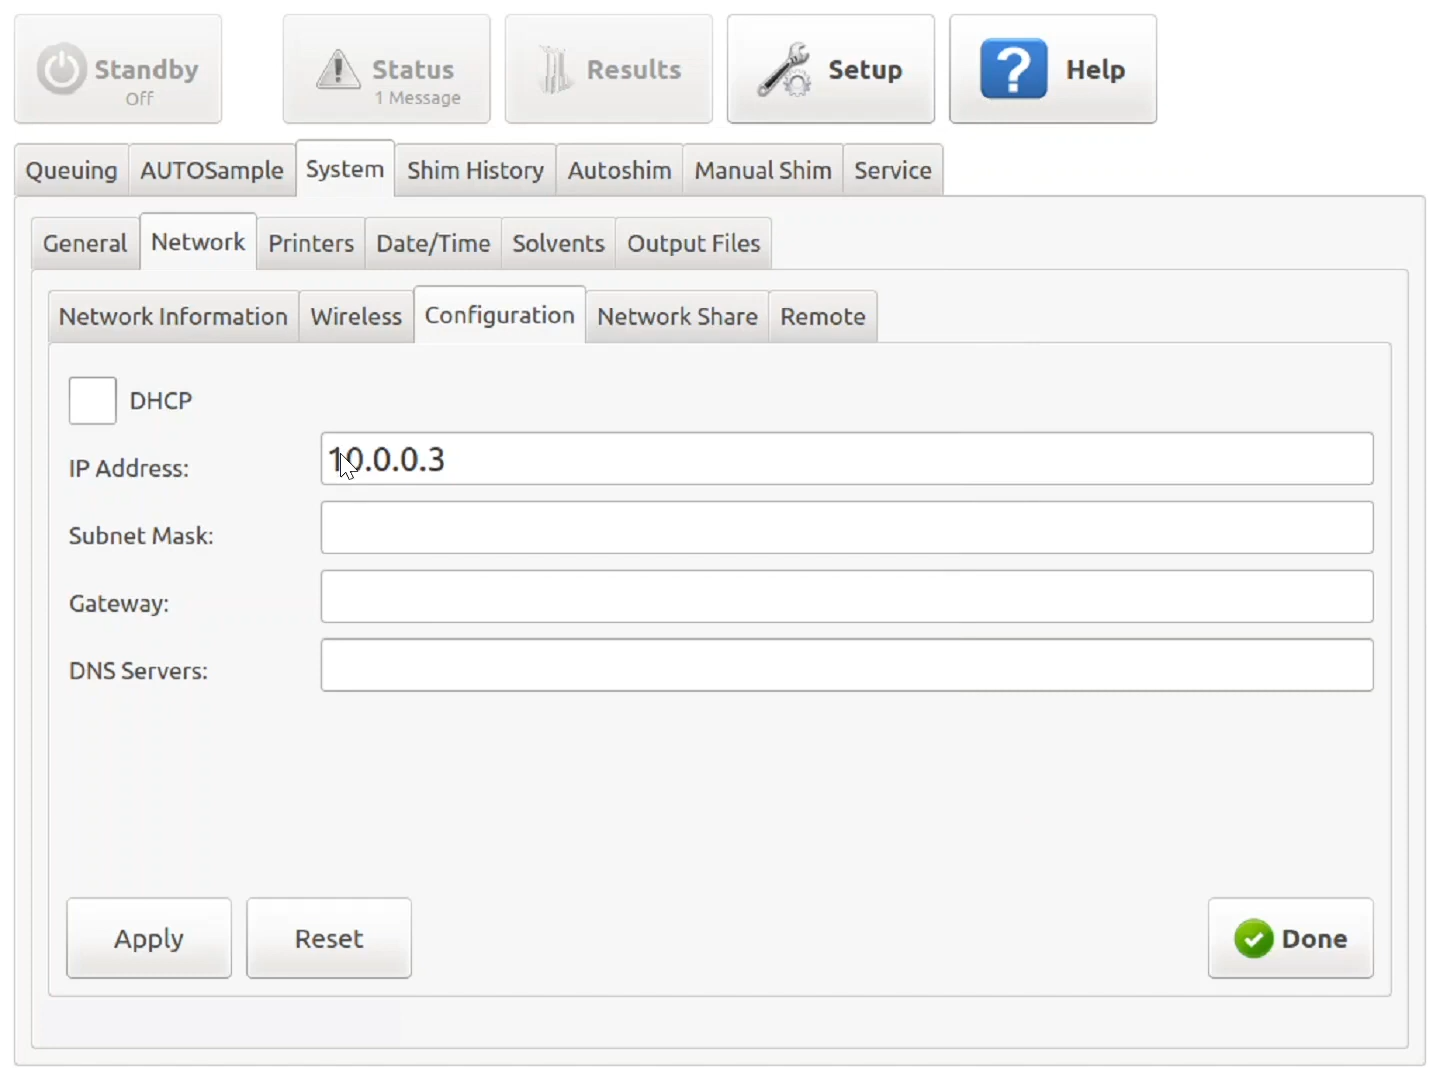 Standby
Off
Status
1 Message
Results
Setup
Help
Queuing AUTOSample System Shim History Autoshim Manual Shim Service
General Network Printers Date/Time Solvents Output Files
Network Information Wireless Configuration Network Share Remote
DHCP
IP Address: 10.0.0.3
Subnet Mask:
Gateway:
DNS Servers:
Apply Reset Done